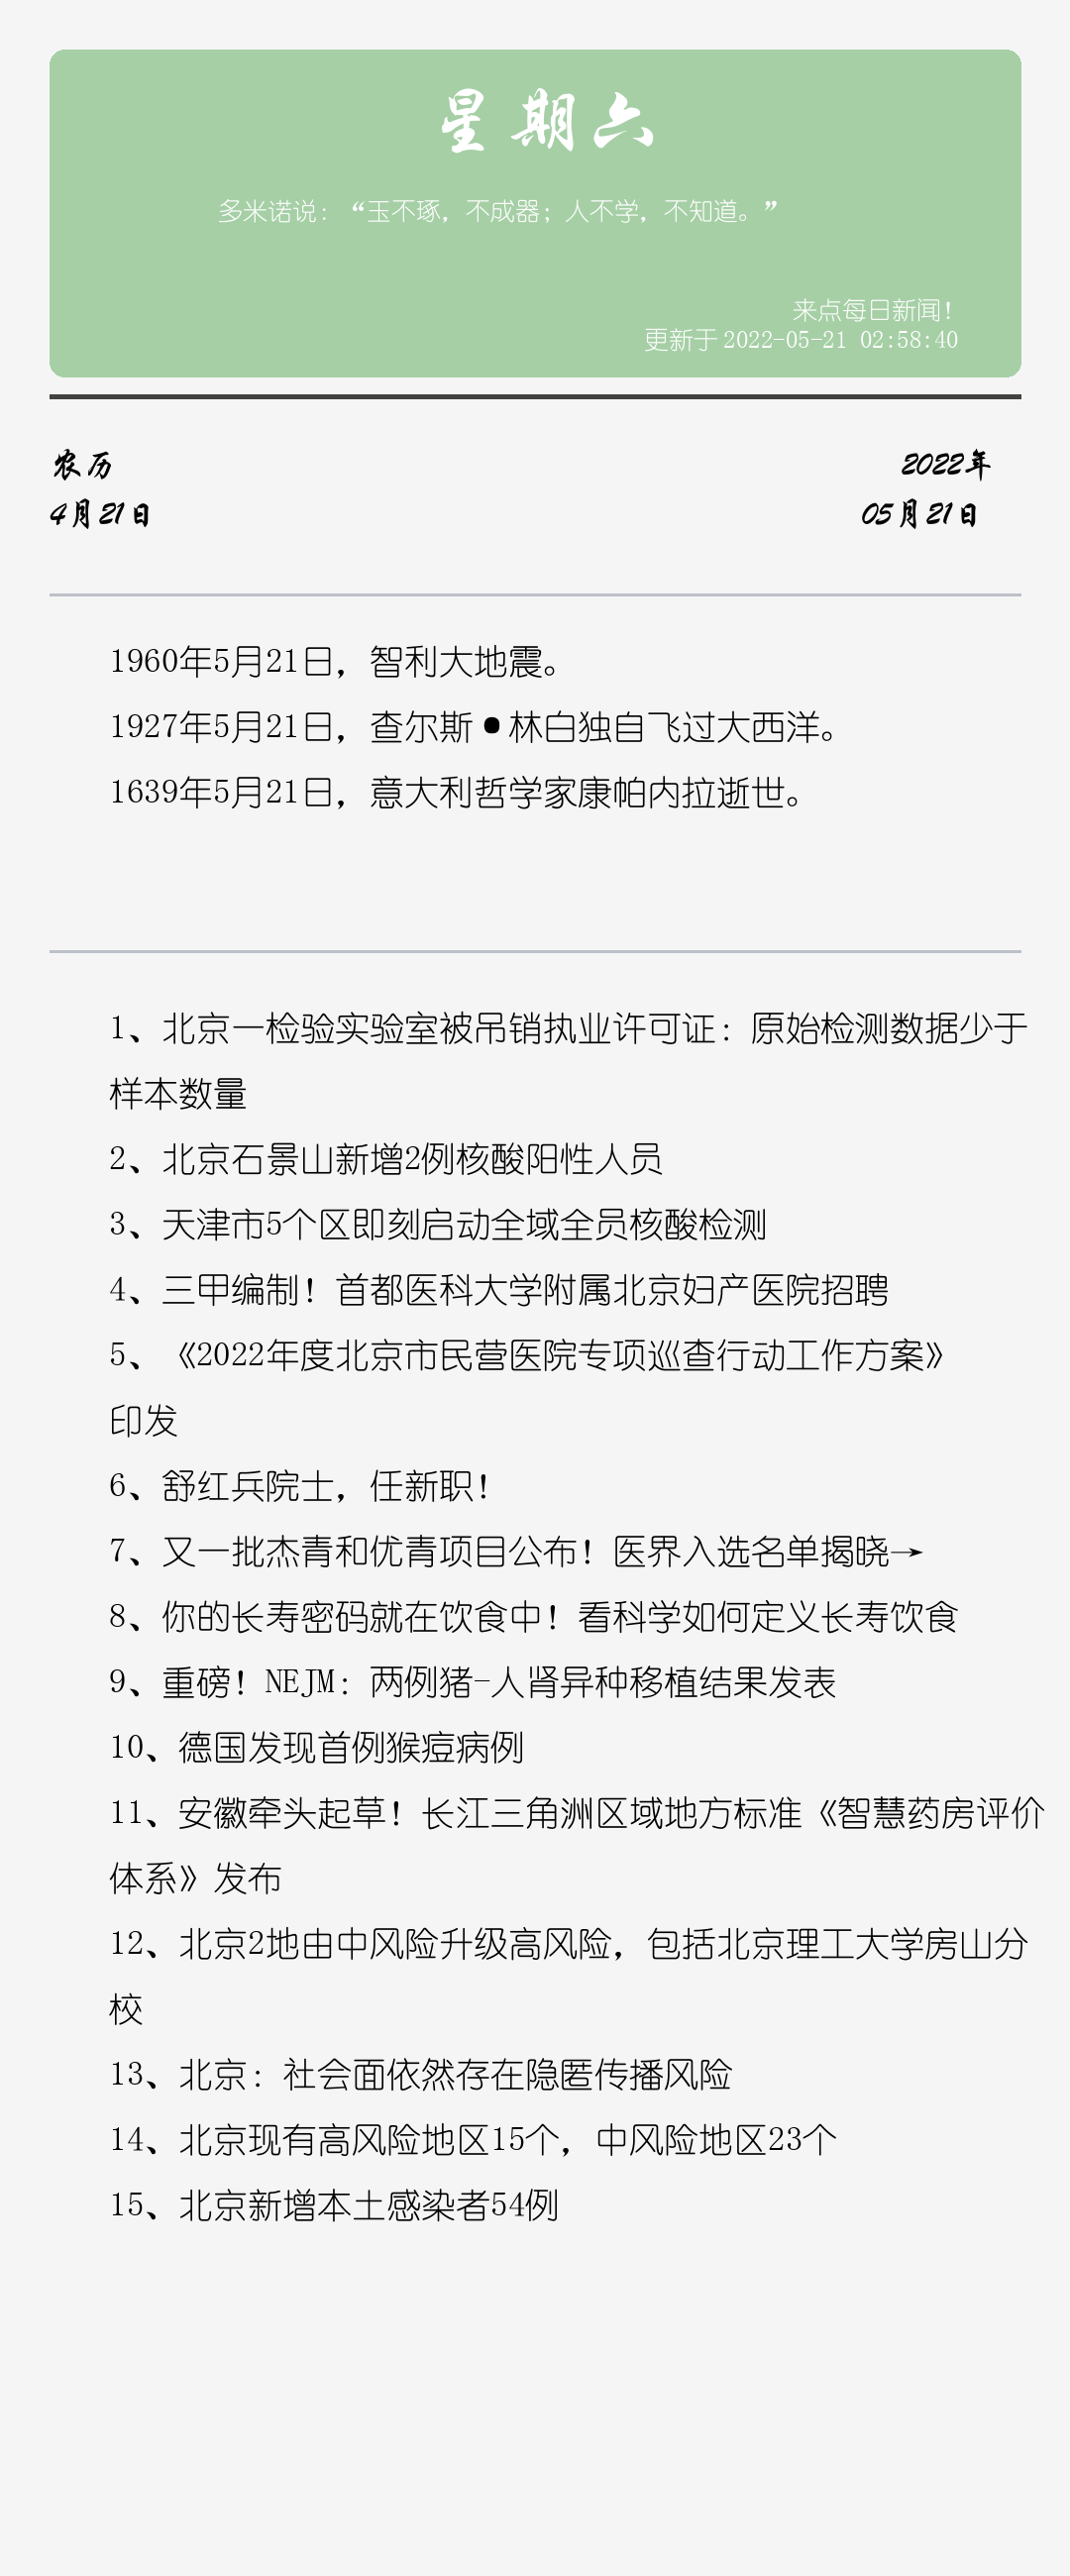 星期六
多米诺说：“玉不琢，不成器；人不学，不知道。”
来点每日新闻！
更新于 2022-05-21 02:58:40
农历
2022年
4月21日
05月21日
1960年5月21日，智利大地震。
1927年5月21日，查尔斯•林白独自飞过大西洋。
1639年5月21日，意大利哲学家康帕内拉逝世。
1、北京一检验实验室被吊销执业许可证：原始检测数据少于
样本数量
2、北京石景山新增2例核酸阳性人员
3、天津市5个区即刻启动全域全员核酸检测
4、三甲编制！首都医科大学附属北京妇产医院招聘
5、《2022年度北京市民营医院专项巡查行动工作方案》
印发
6、舒红兵院士，任新职！
7、又一批杰青和优青项目公布！医界入选名单揭晓→
8、你的长寿密码就在饮食中！看科学如何定义长寿饮食
9、重磅！NEJM：两例猪-人肾异种移植结果发表
10、德国发现首例猴痘病例
11、安徽牵头起草！长江三角洲区域地方标准《智慧药房评价
体系》发布
12、北京2地由中风险升级高风险，包括北京理工大学房山分
校
13、北京：社会面依然存在隐匿传播风险
14、北京现有高风险地区15个，中风险地区23个
15、北京新增本土感染者54例